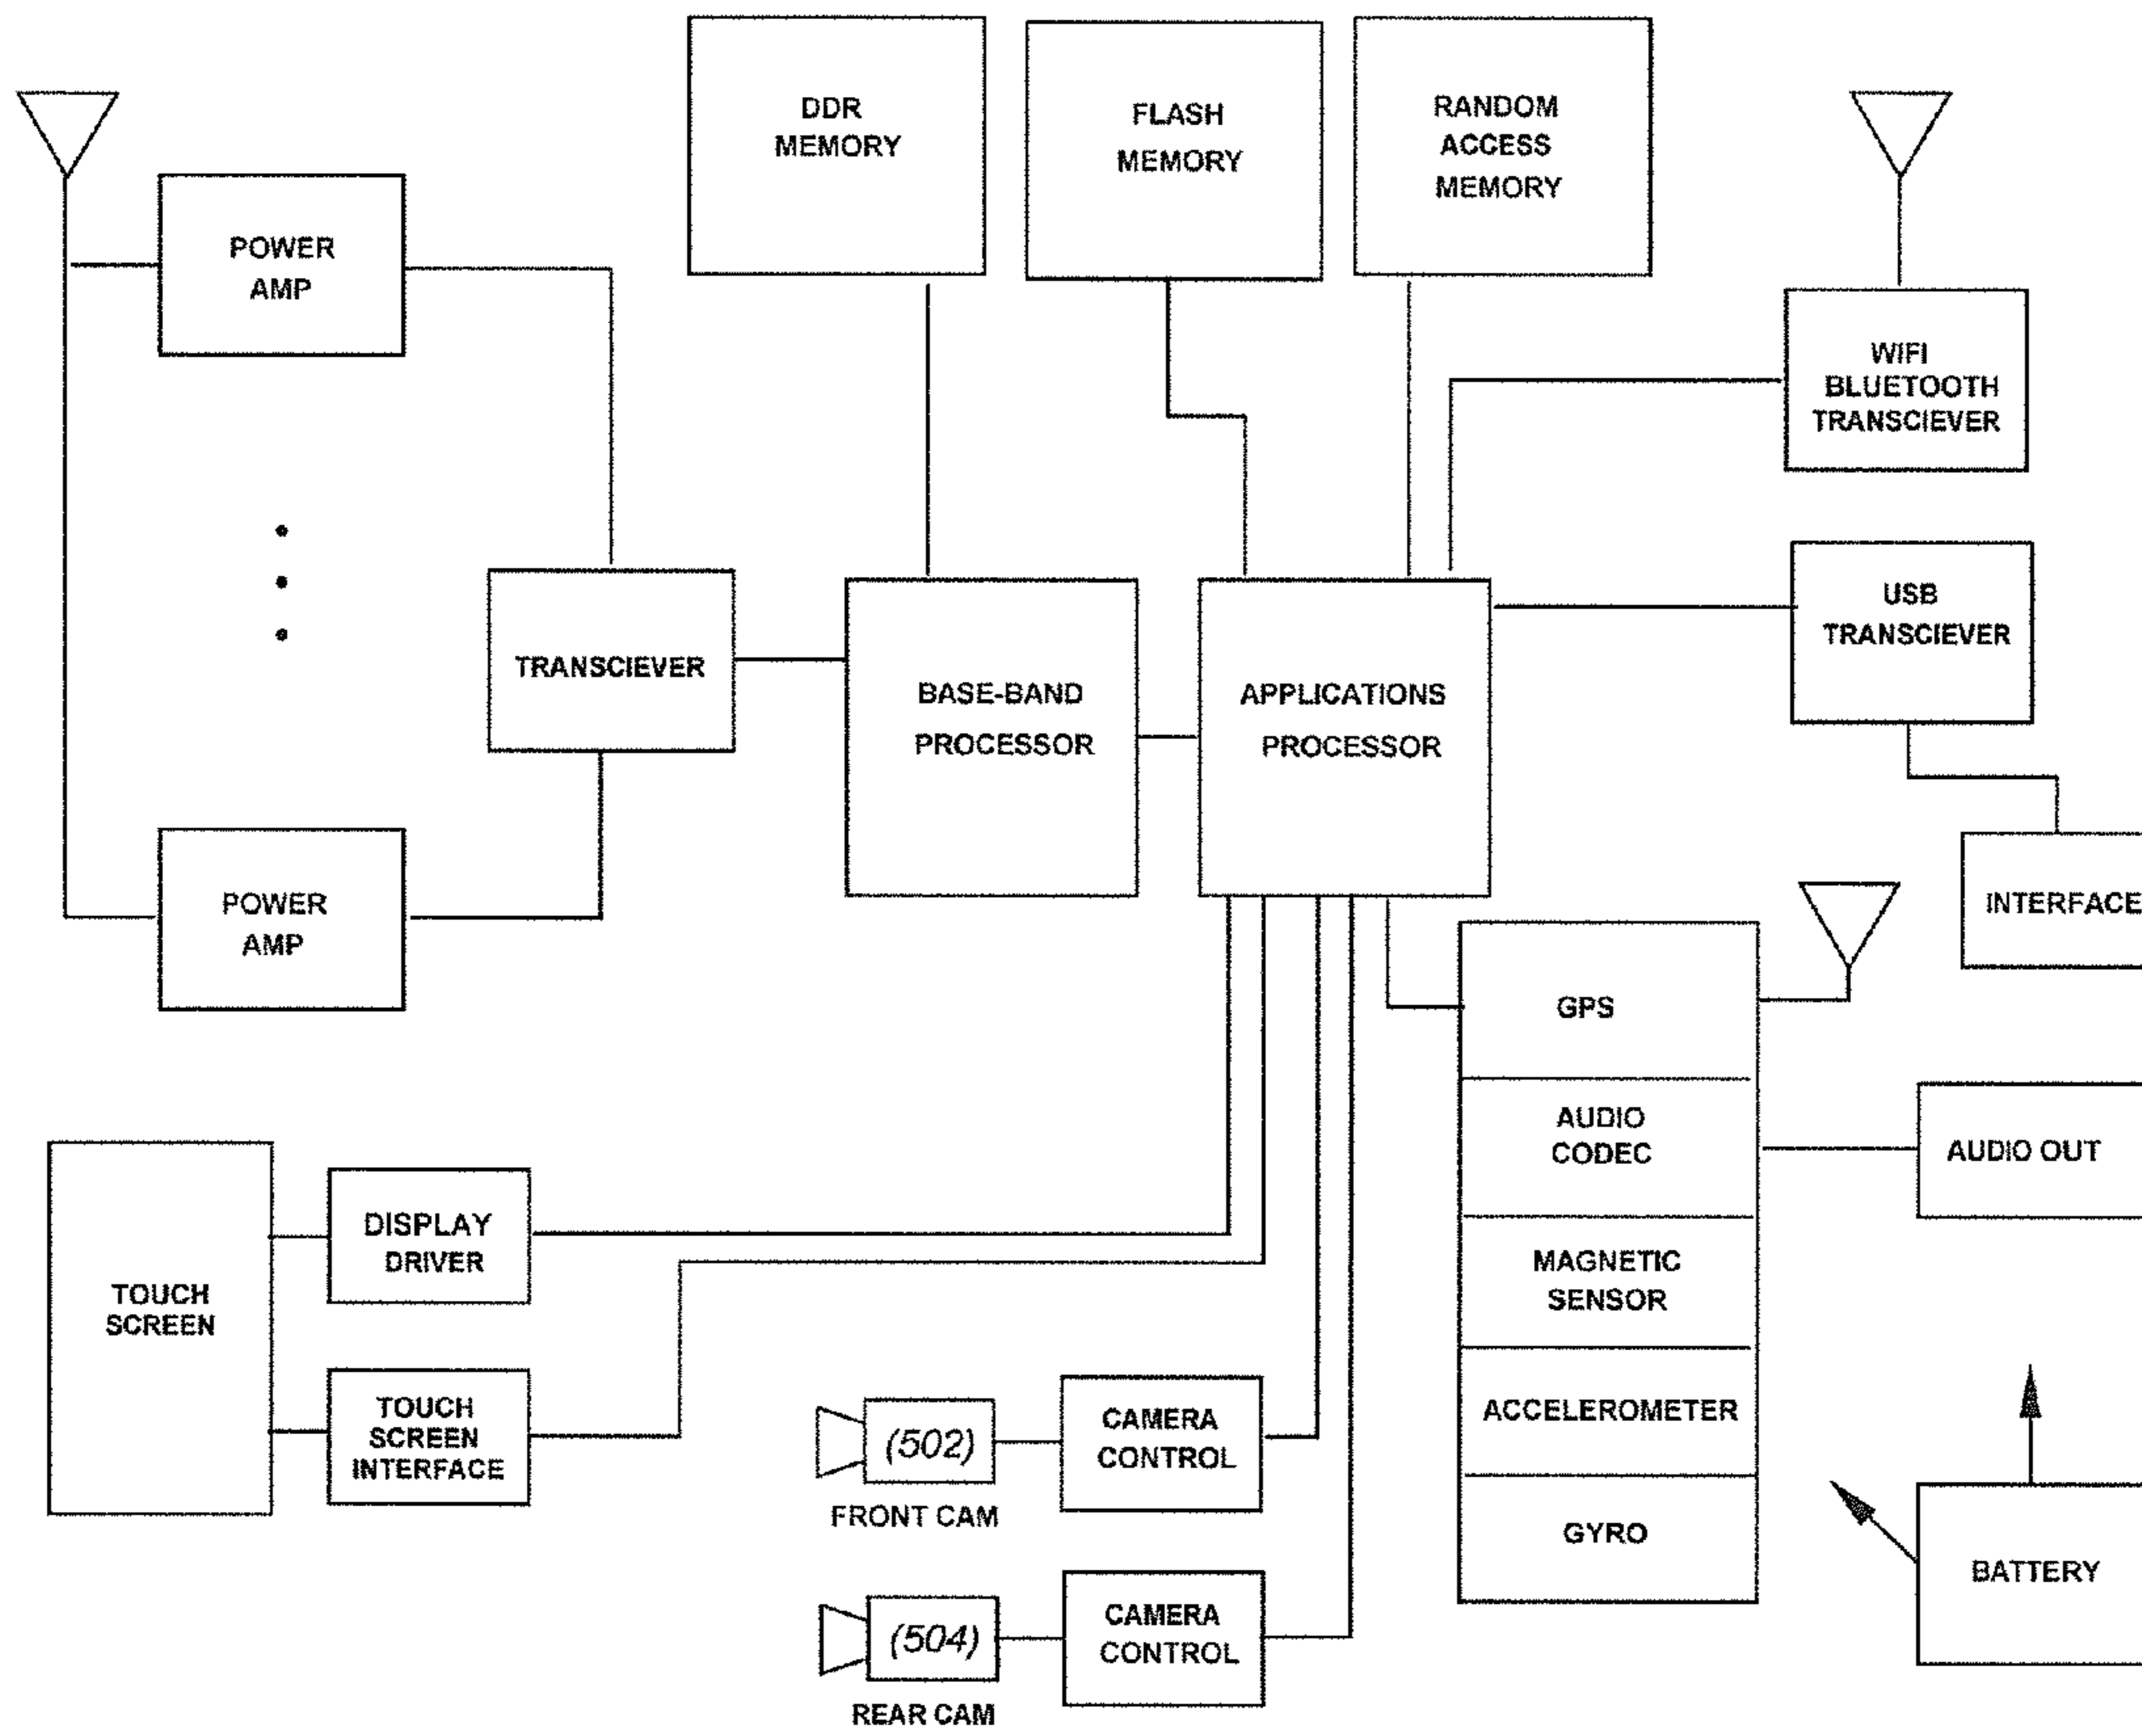 DDR
MEMORY
FLASH
MEMORY
RANDOM
ACCESS
MEMORY
POWER
AMP
WIFI
BLUETOOTH
TRANSCIEVER
USB
TRANSCIEVER
TRANSCIEVER
BASE-BAND
PROCESSOR
APPLICATIONS
PROCESSOR
POWER
AMP
INTERFACE
GPS
AUDIO
CODEC
AUDIO OUT
MAGNETIC
SENSOR
ACCELEROMETER
GYRO
TOUCH
SCREEN
DISPLAY
DRIVER
TOUCH
SCREEN
INTERFACE
(502)
FRONT CAM
CAMERA
CONTROL
(504)
REAR CAM
CAMERA
CONTROL
BATTERY